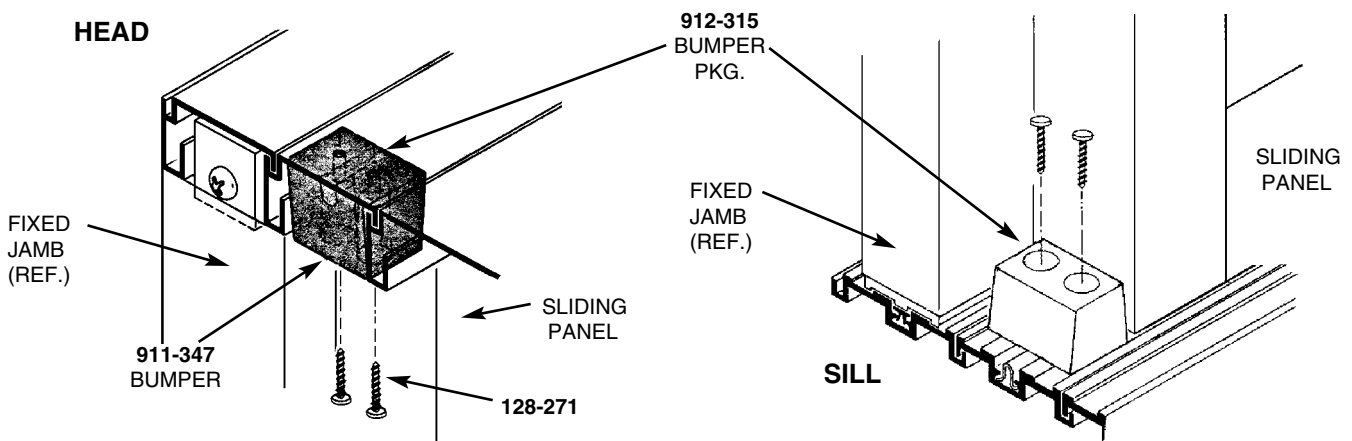 HEAD
912-315
BUMPER
PKG.
FIXED
JAMB
(REF.)
911-347
BUMPER
128-271
SLIDING
PANEL
FIXED
JAMB
(REF.)
SLIDING
PANEL
SILL